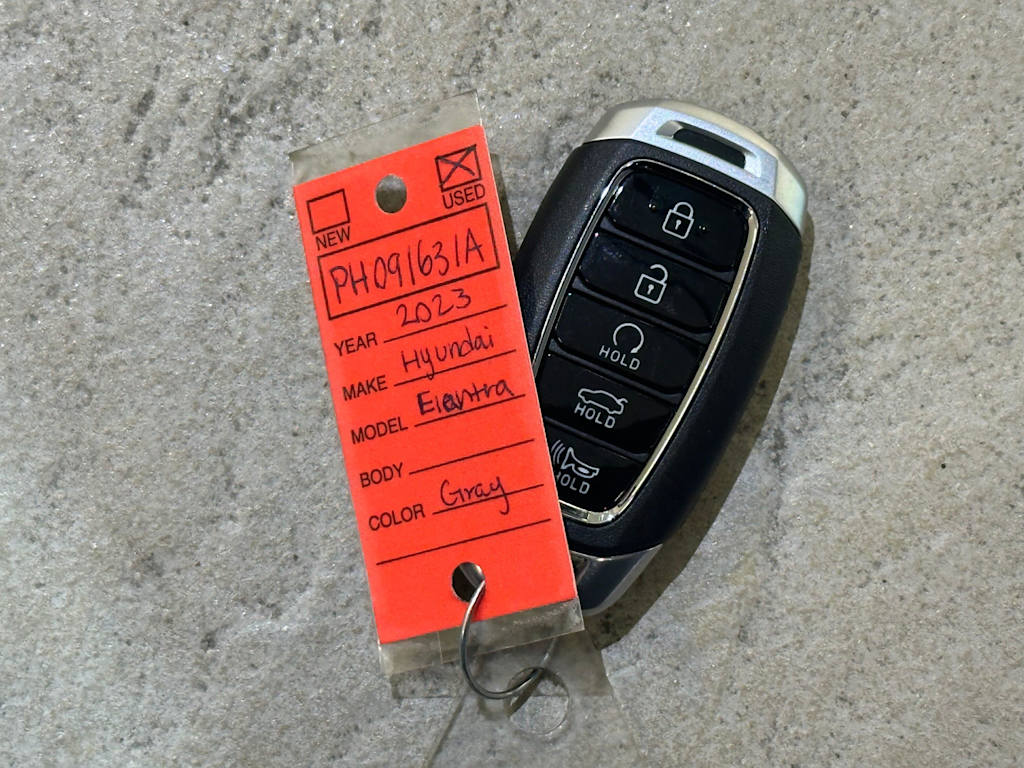 NEW USED
PH091631A
YEAR 2023
MAKE Hyundai
MODEL Elantra
BODY
COLOR Gray
HOLD
HOLD
HOLD